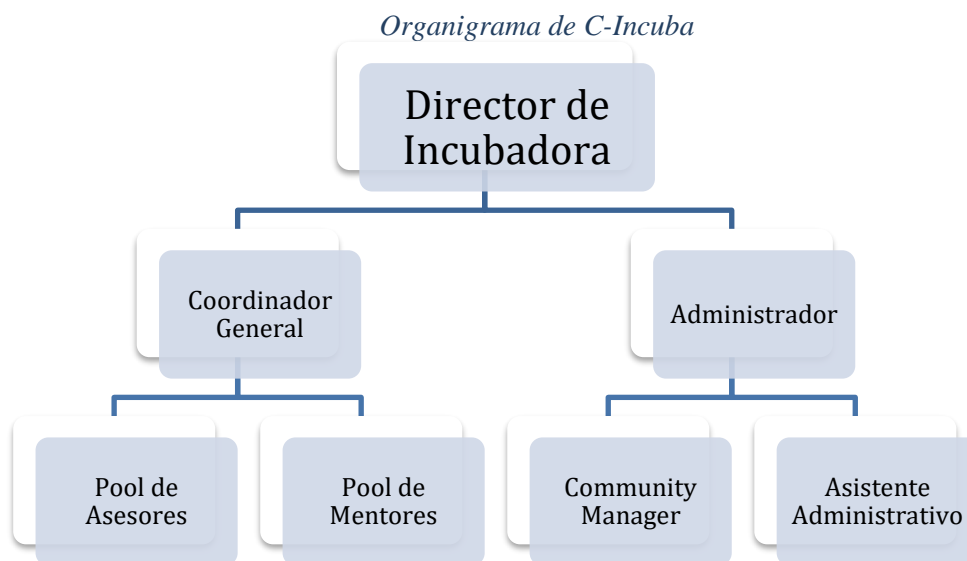 Organigrama de C-Incuba
Director de
Incubadora
Coordinador
General
Administrador
Pool de
Asesores
Pool de
Mentores
Community
Manager
Asistente
Administrativo